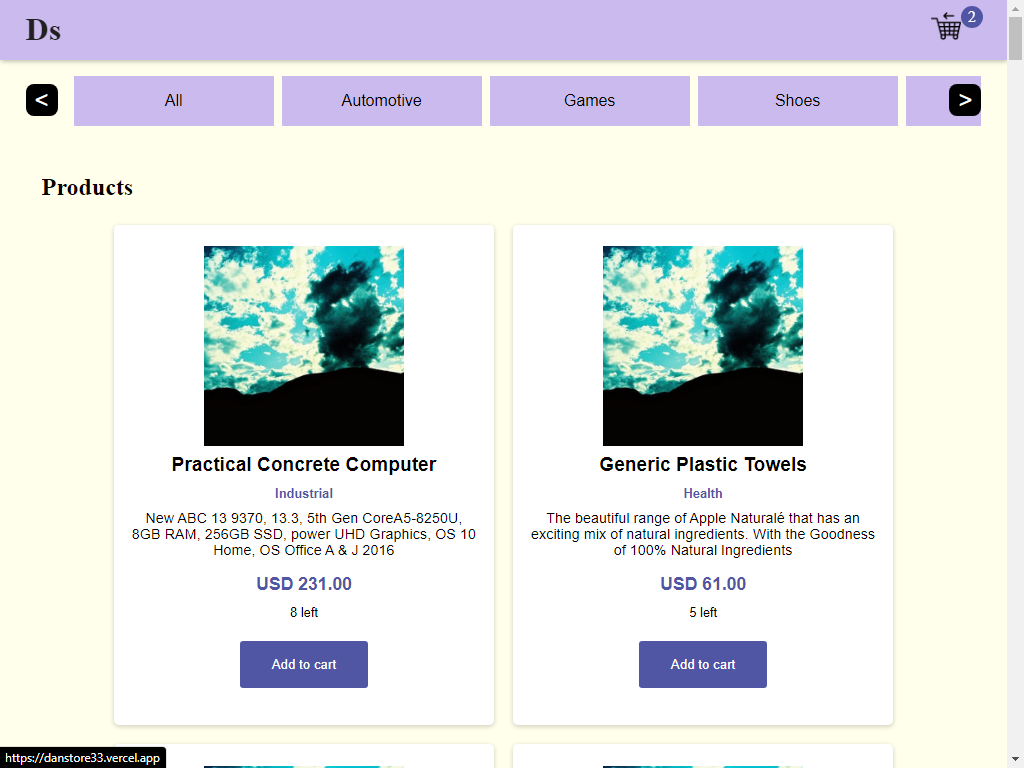 Ds
2
<
All
Automotive
Games
Shoes
>
Products
Practical Concrete Computer
Industrial
New ABC 13 9370, 13.3, 5th Gen CoreA5-8250U,
8GB RAM, 256GB SSD, power UHD Graphics, OS 10
Home, OS Office A & J 2016
USD 231.00
8 left
Add to cart
Generic Plastic Towels
Health
The beautiful range of Apple Naturalé that has an
exciting mix of natural ingredients. With the Goodness
of 100% Natural Ingredients
USD 61.00
5 left
Add to cart
https://danstore33.vercel.app